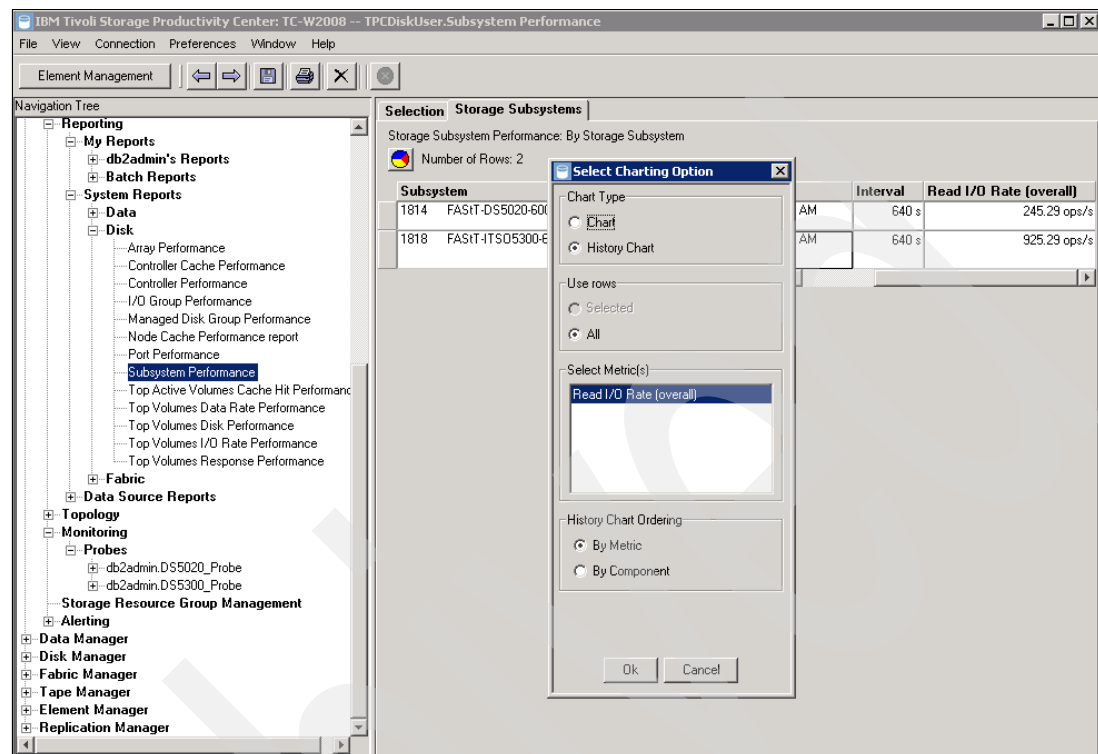 IBM Tivoli Storage Productivity Center: TC-W2008 -- TPCDiskUser.Subsystem Performance
File View Connection Preferences Window Help
Element Management
Navigation Tree
Reporting
My Reports
db2admin's Reports
Batch Reports
System Reports
Data
Disk
Array Performance
Controller Cache Performance
Controller Performance
I/O Group Performance
Managed Disk Group Performance
Node Cache Performance report
Port Performance
Subsystem Performance
Top Active Volumes Cache Hit Performanc
Top Volumes Data Rate Performance
Top Volumes Disk Performance
Top Volumes I/O Rate Performance
Top Volumes Response Performance
Fabric
Data Source Reports
Topology
Monitoring
Probes
db2admin.DS5020_Probe
db2admin.DS5300_Probe
Storage Resource Group Management
Alerting
Data Manager
Disk Manager
Fabric Manager
Tape Manager
Element Manager
Replication Manager
Selection Storage Subsystems
Storage Subsystem Performance: By Storage Subsystem
Number of Rows: 2
Subsystem Interval Read I/O Rate (overall)
1814 FAStT-DS5020-600 AM 640 s 245.29 ops/s
1818 FAStT-ITSO5300-6 AM 640 s 925.29 ops/s
Select Charting Option
Chart Type
Chart
History Chart
Use rows
Selected
All
Select Metric(s)
Read I/O Rate (overall)
History Chart Ordering
By Metric
By Component
Ok Cancel